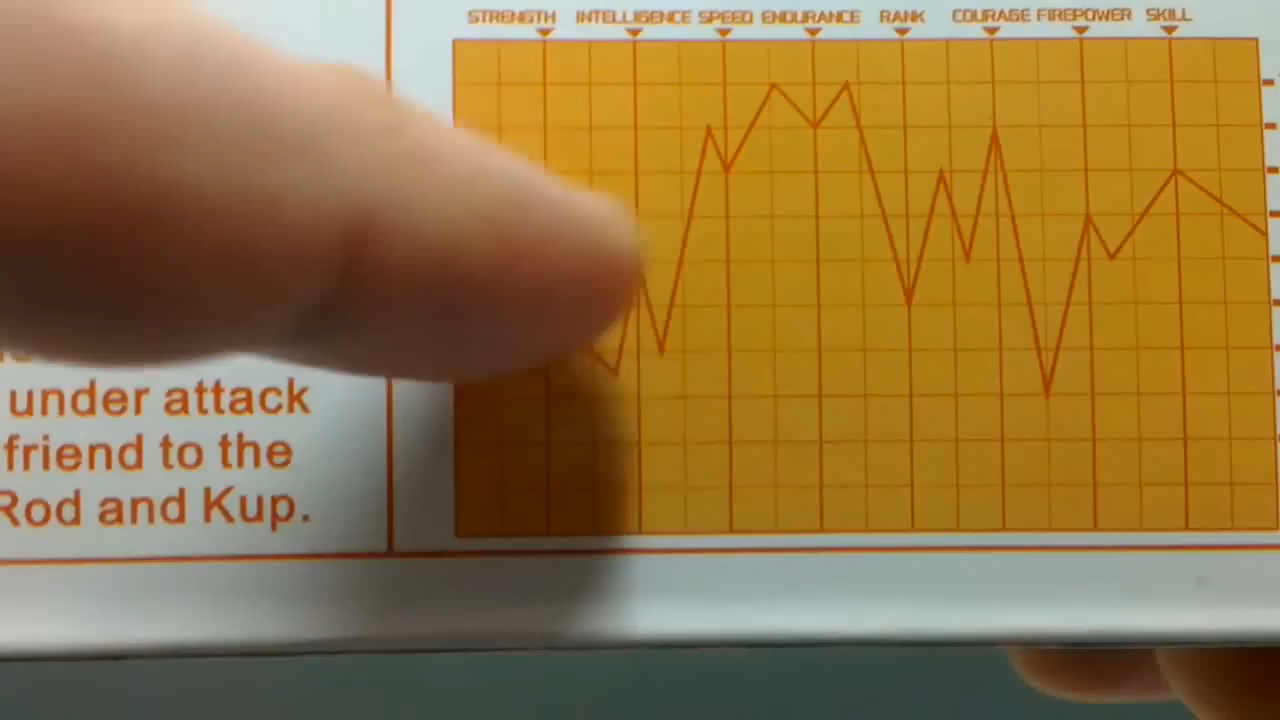 STRENGTH INTELLIGENCE SPEED ENDURANCE RANK COURAGE FIREPOWER SKILL
under attack
friend to the
Rod and Kup.